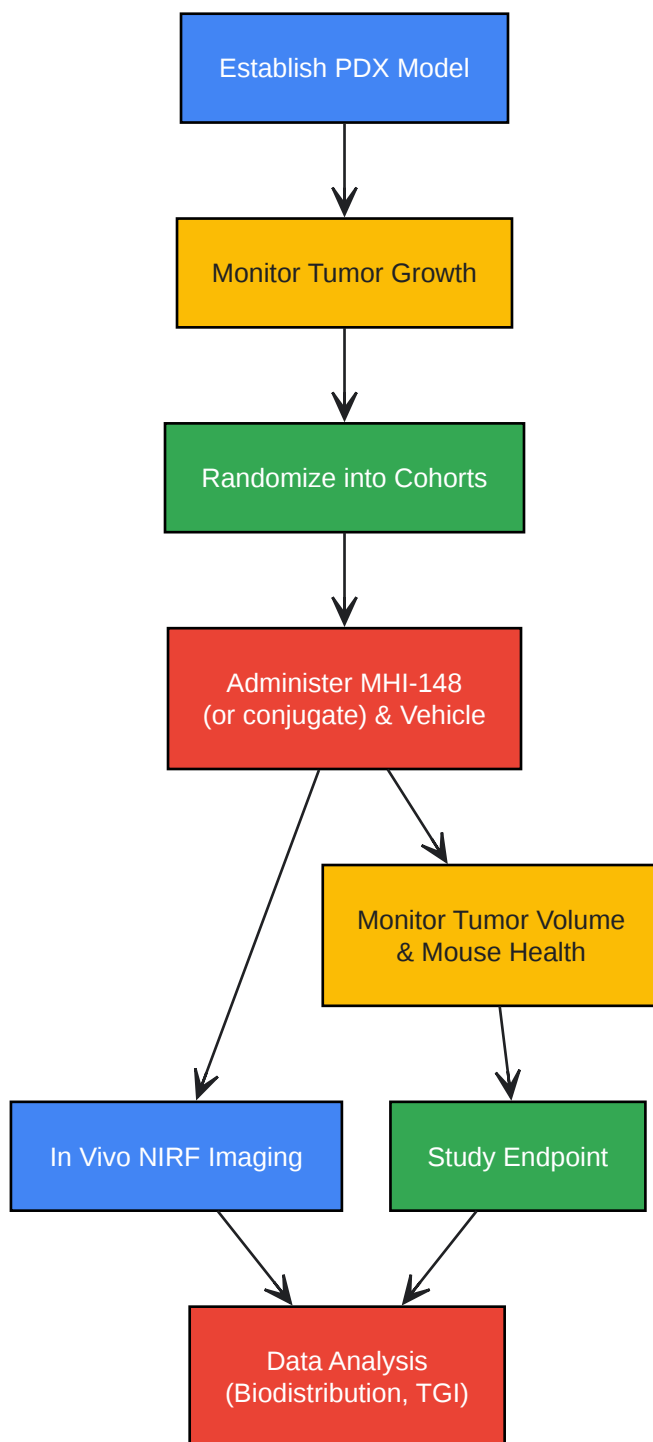 Establish PDX Model
Monitor Tumor Growth
Randomize into Cohorts
Administer MHI-148
(or conjugate) & Vehicle
Monitor Tumor Volume
& Mouse Health
In Vivo NIRF Imaging
Study Endpoint
Data Analysis
(Biodistribution, TGI)